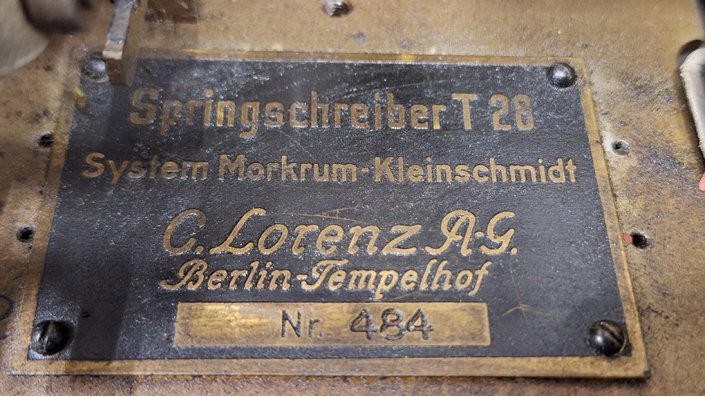 Springschreiber T 28
System Morkrum-Kleinschmidt
C. Lorenz A-G.
Berlin-Tempelhof
Nr. 484